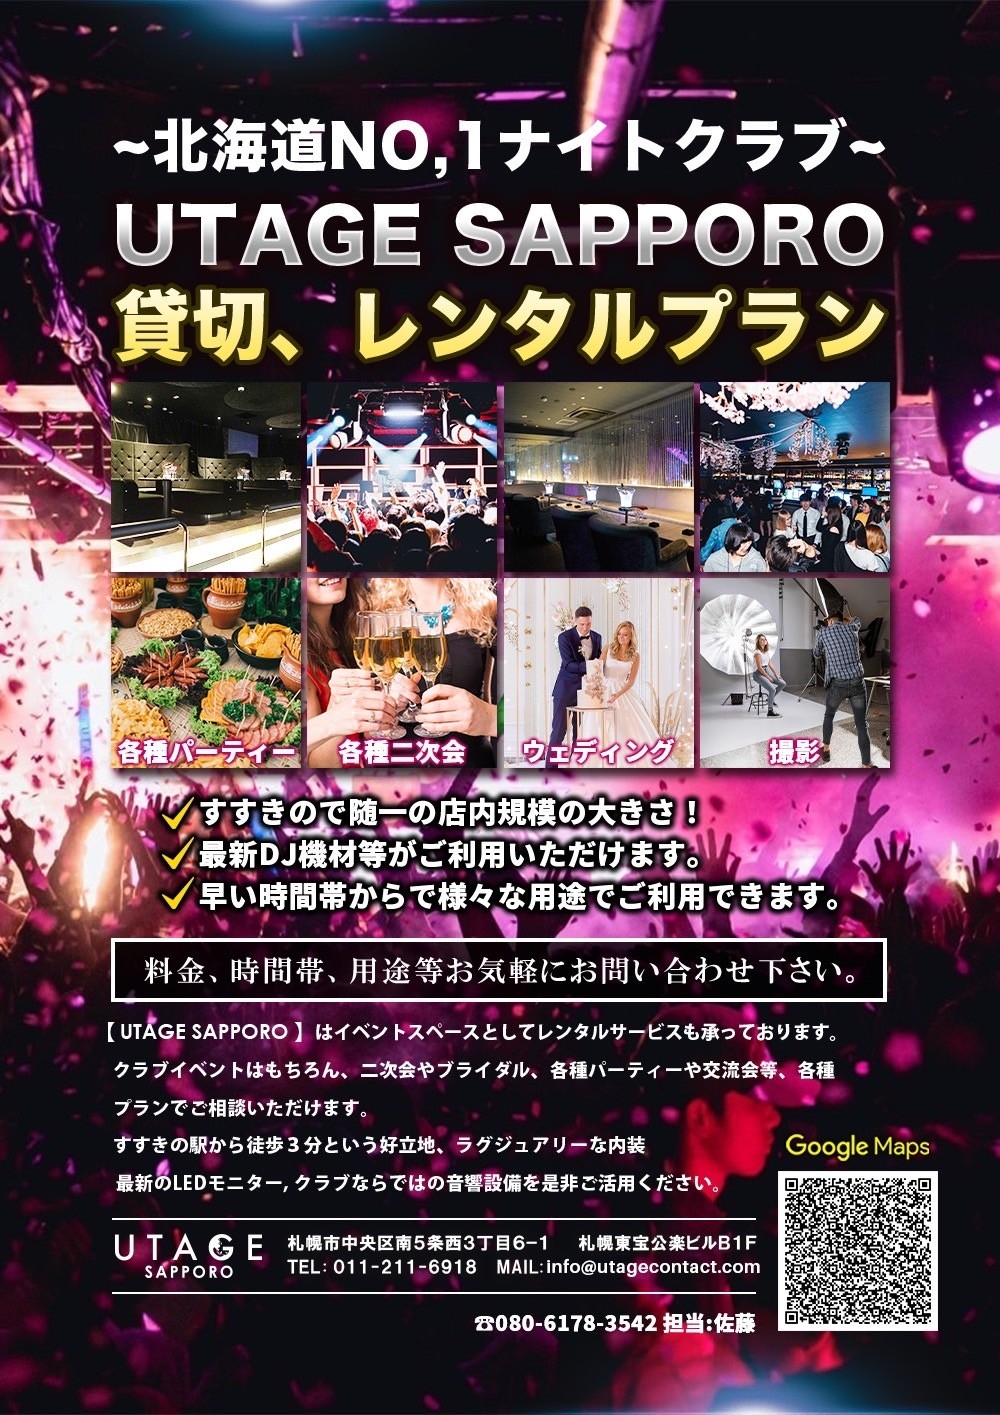 ~北海道NO,1ナイトクラブ~
UTAGE SAPPORO
貸切、レンタルプラン
各種パーティー
各種二次会
ウェディング
撮影
すすきので随一の店内規模の大きさ！
最新DJ機材等がご利用いただけます。
早い時間帯からで様々な用途でご利用できます。
料金、時間帯、用途等お気軽にお問い合わせ下さい。
【 UTAGE SAPPORO 】 はイベントスペースとしてレンタルサービスも承っております。
クラブイベントはもちろん、二次会やブライダル、各種パーティーや交流会等、各種
プランでご相談いただけます。
すすきの駅から徒歩３分という好立地、ラグジュアリーな内装
最新のLEDモニター, クラブならではの音響設備を是非ご活用ください。
Google Maps
UTAGE
SAPPORO
札幌市中央区南5条西3丁目6-1 札幌東宝公楽ビルB1F
TEL: 011-211-6918 MAIL:info@utagecontact.com
☎080-6178-3542 担当:佐藤